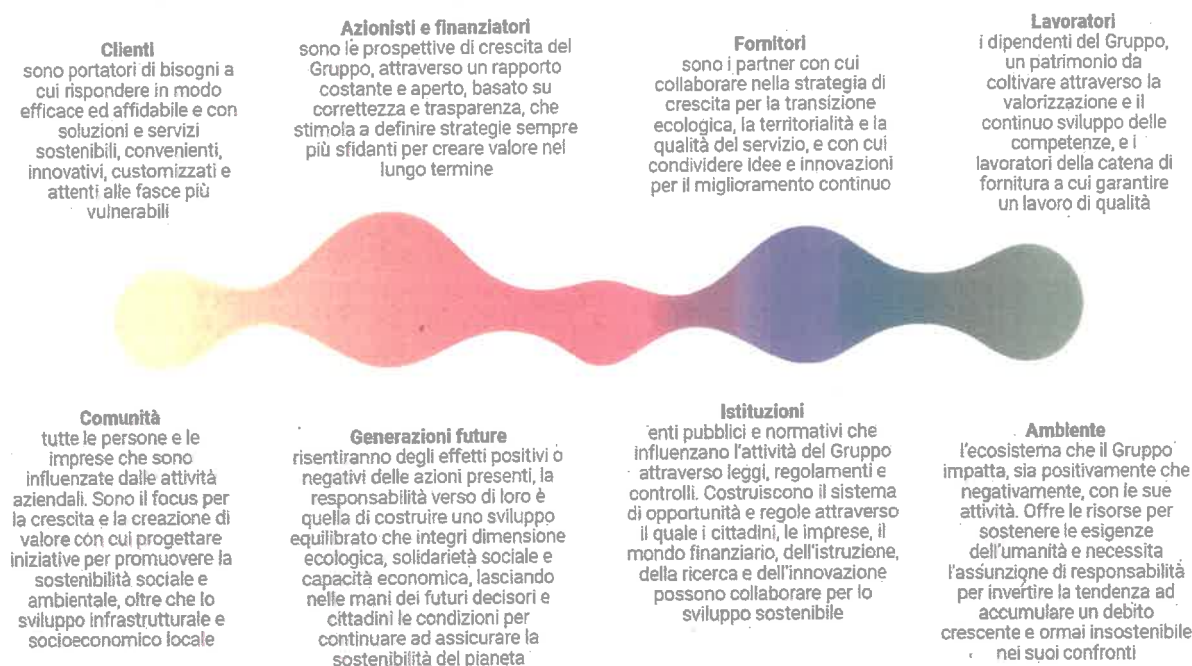 Clienti
sono portatori di bisogni a
cui rispondere in modo
efficace ed affidabile e con
soluzioni e servizi
sostenibili, convenienti,
innovativi, customizzati e
attenti alle fasce più
vulnerabili
Azionisti e finanziatori
sono le prospettive di crescita del
Gruppo, attraverso un rapporto
costante e aperto, basato su
correttezza e trasparenza, che
stimola a definire strategie sempre
più sfidanti per creare valore nel
lungo termine
Fornitori
sono i partner con cui
collaborare nella strategia di
crescita per la transizione
ecologica, la territorialità e la
qualità del servizio, e con cui
condividere idee e innovazioni
per il miglioramento continuo
Lavoratori
i dipendenti del Gruppo,
un patrimonio da
coltivare attraverso la
valorizzazione e il
continuo sviluppo delle
competenze, e i
lavoratori della catena di
fornitura a cui garantire
un lavoro di qualità
Comunità
tutte le persone e le
imprese che sono
influenzate dalle attività
aziendali. Sono il focus per
la crescita e la creazione di
valore con cui progettare
iniziative per promuovere la
sostenibilità sociale e
ambientale, oltre che lo
sviluppo infrastrutturale e
socioeconomico locale
Generazioni future
risentiranno degli effetti positivi o
negativi delle azioni presenti, la
responsabilità verso di loro è
quella di costruire uno sviluppo
equilibrato che integri dimensione
ecologica, solidarietà sociale e
capacità economica, lasciando
nelle mani dei futuri decisori e
cittadini le condizioni per
continuare ad assicurare la
sostenibilità del pianeta
Istituzioni
enti pubblici e normativi che
influenzano l'attività del Gruppo
attraverso leggi, regolamenti e
controlli. Costruiscono il sistema
di opportunità e regole attraverso
il quale i cittadini, le imprese, il
mondo finanziario, dell'istruzione,
della ricerca e dell'innovazione
possono collaborare per lo
sviluppo sostenibile
Ambiente
l'ecosistema che il Gruppo
impatta, sia positivamente che
negativamente, con le sue
attività. Offre le risorse per
sostenere le esigenze
dell'umanità e necessita
l'assunzione di responsabilità
per invertire la tendenza ad
accumulare un debito
crescente e ormai insostenibile
nei suoi confronti